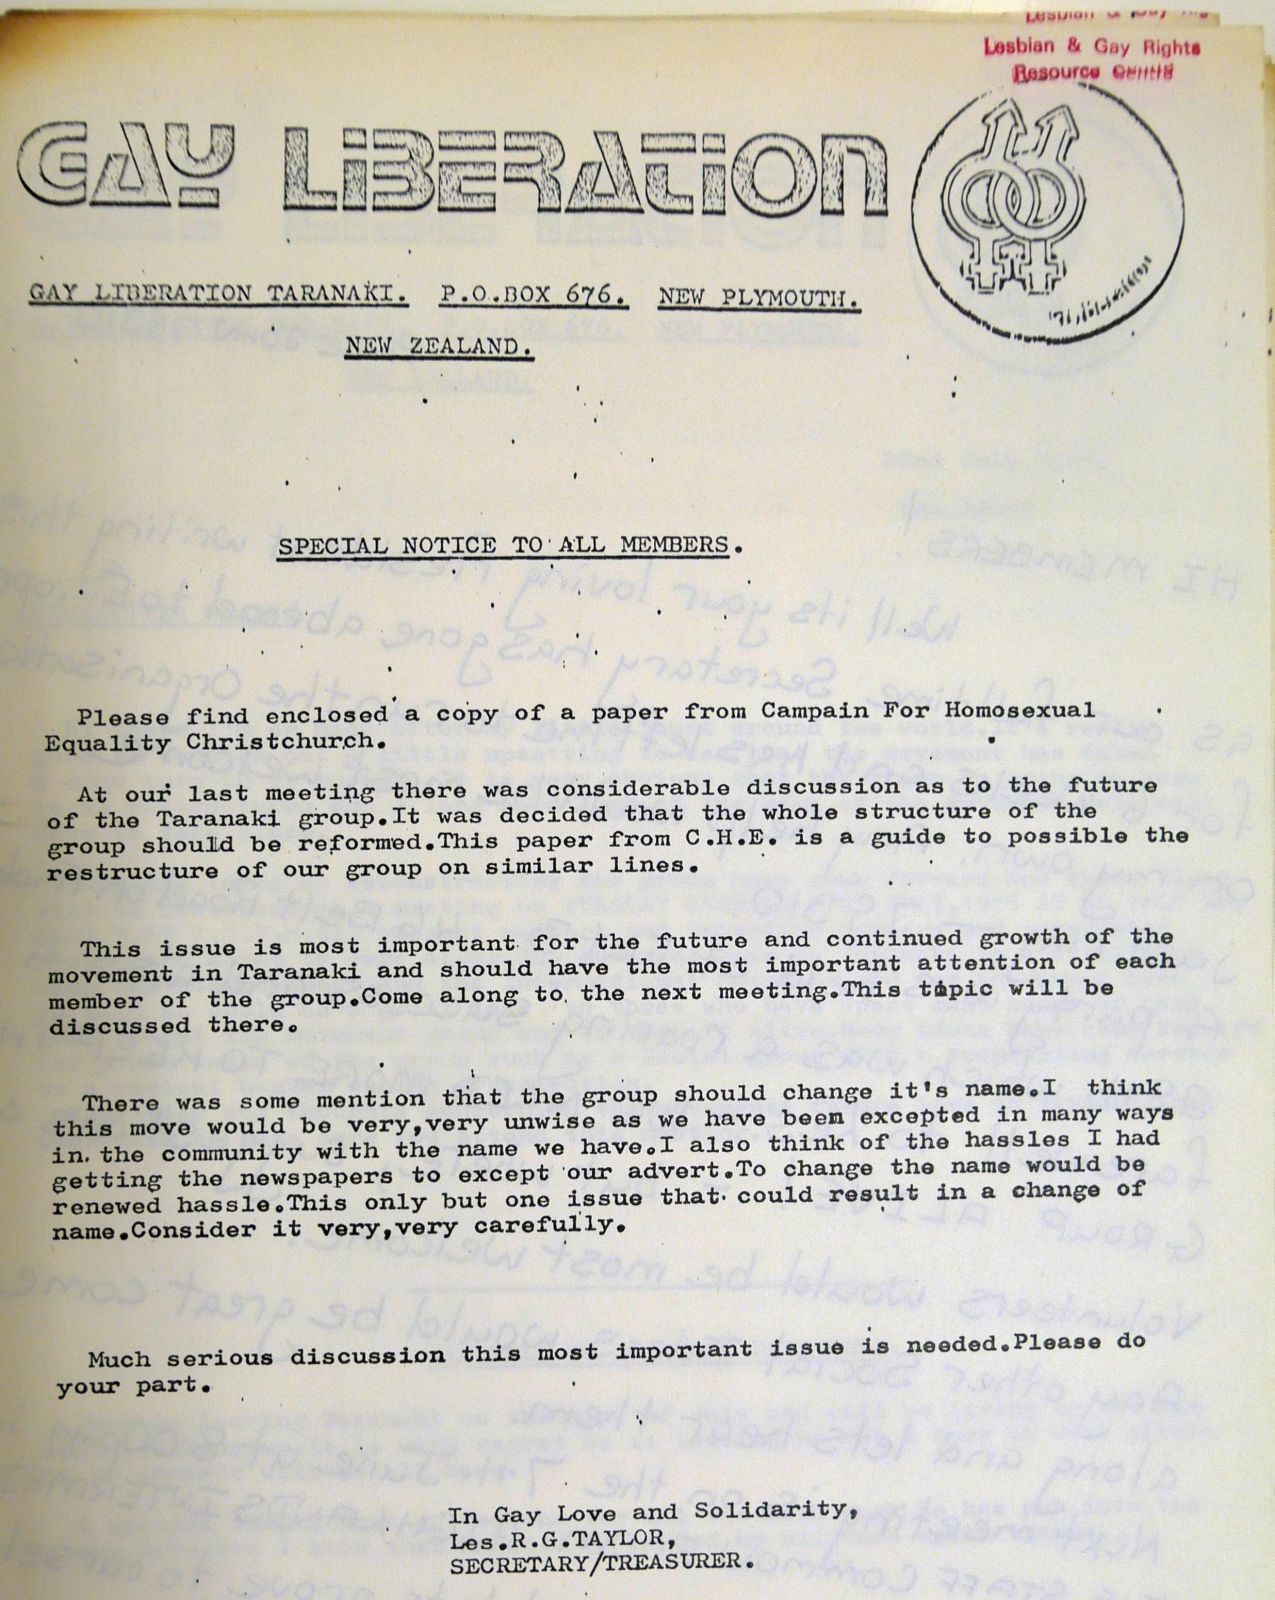 Lesbian & Gay Rights
Resource Centre
GAY LIBERATION
GAY LIBERATION TARANAKI. P.O.BOX 676. NEW PLYMOUTH.
NEW ZEALAND.
SPECIAL NOTICE TO ALL MEMBERS.
Please find enclosed a copy of a paper from Campain For Homosexual
Equality Christchurch.
At our last meeting there was considerable discussion as to the future
of the Taranaki group.It was decided that the whole structure of the
group should be reformed.This paper from C.H.E. is a guide to possible the
restructure of our group on similar lines.
This issue is most important for the future and continued growth of the
movement in Taranaki and should have the most important attention of each
member of the group.Come along to the next meeting.This topic will be
discussed there.
There was some mention that the group should change it's name.I think
this move would be very,very unwise as we have been excepted in many ways
in the community with the name we have.I also think of the hassles I had
getting the newspapers to except our advert.To change the name would be
renewed hassle.This only but one issue that could result in a change of
name.Consider it very,very carefully.
Much serious discussion this most important issue is needed.Please do
your part.
In Gay Love and Solidarity,
Les.R.G.TAYLOR,
SECRETARY/TREASURER.